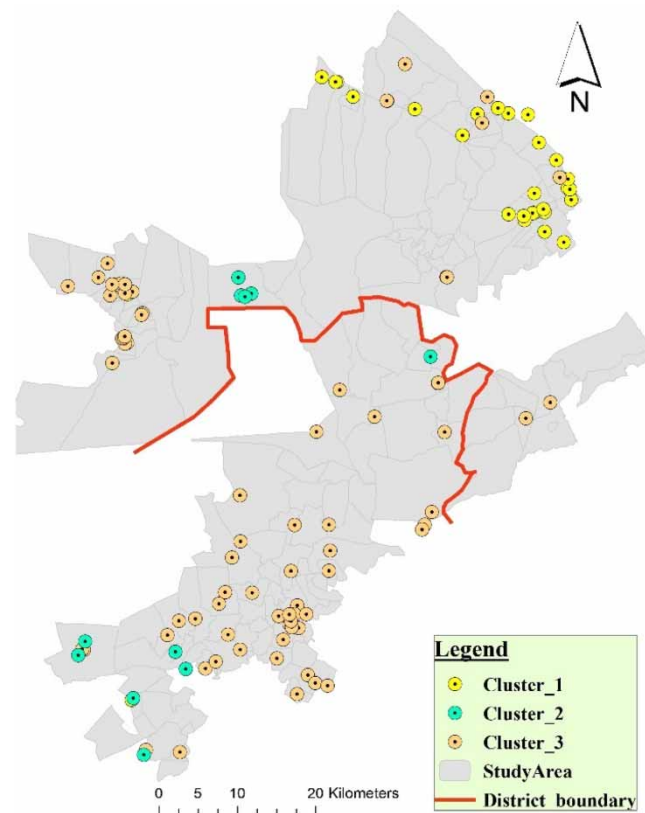 N
Legend
Cluster_1
Cluster_2
Cluster_3
StudyArea
District_boundary
0 5 10 20 Kilometers